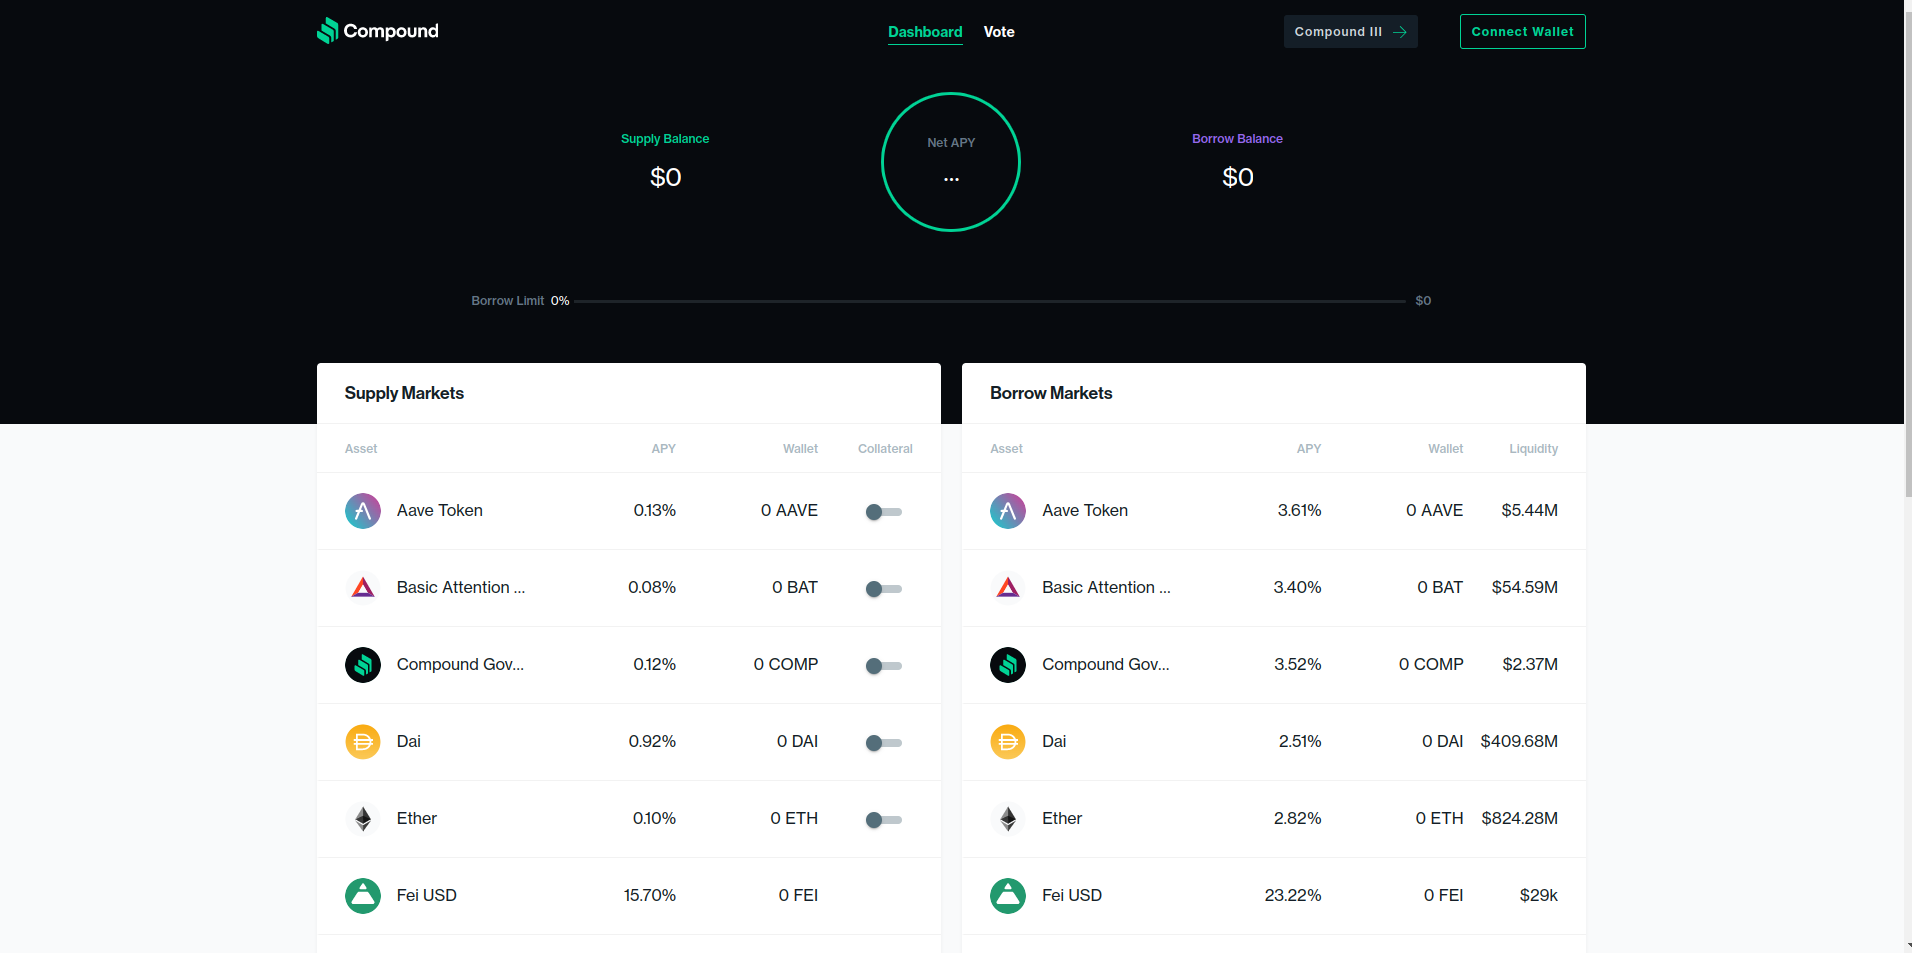 Compound
Dashboard Vote
Compound III
Connect Wallet
Supply Balance
$0
Net APY
...
Borrow Balance
$0
Borrow Limit 0%
$0
Supply Markets
Asset APY Wallet Collateral
Aave Token 0.13% 0 AAVE
Basic Attention ... 0.08% 0 BAT
Compound Gov... 0.12% 0 COMP
Dai 0.92% 0 DAI
Ether 0.10% 0 ETH
Fei USD 15.70% 0 FEI
Borrow Markets
Asset APY Wallet Liquidity
Aave Token 3.61% 0 AAVE $5.44M
Basic Attention ... 3.40% 0 BAT $54.59M
Compound Gov... 3.52% 0 COMP $2.37M
Dai 2.51% 0 DAI $409.68M
Ether 2.82% 0 ETH $824.28M
Fei USD 23.22% 0 FEI $29k